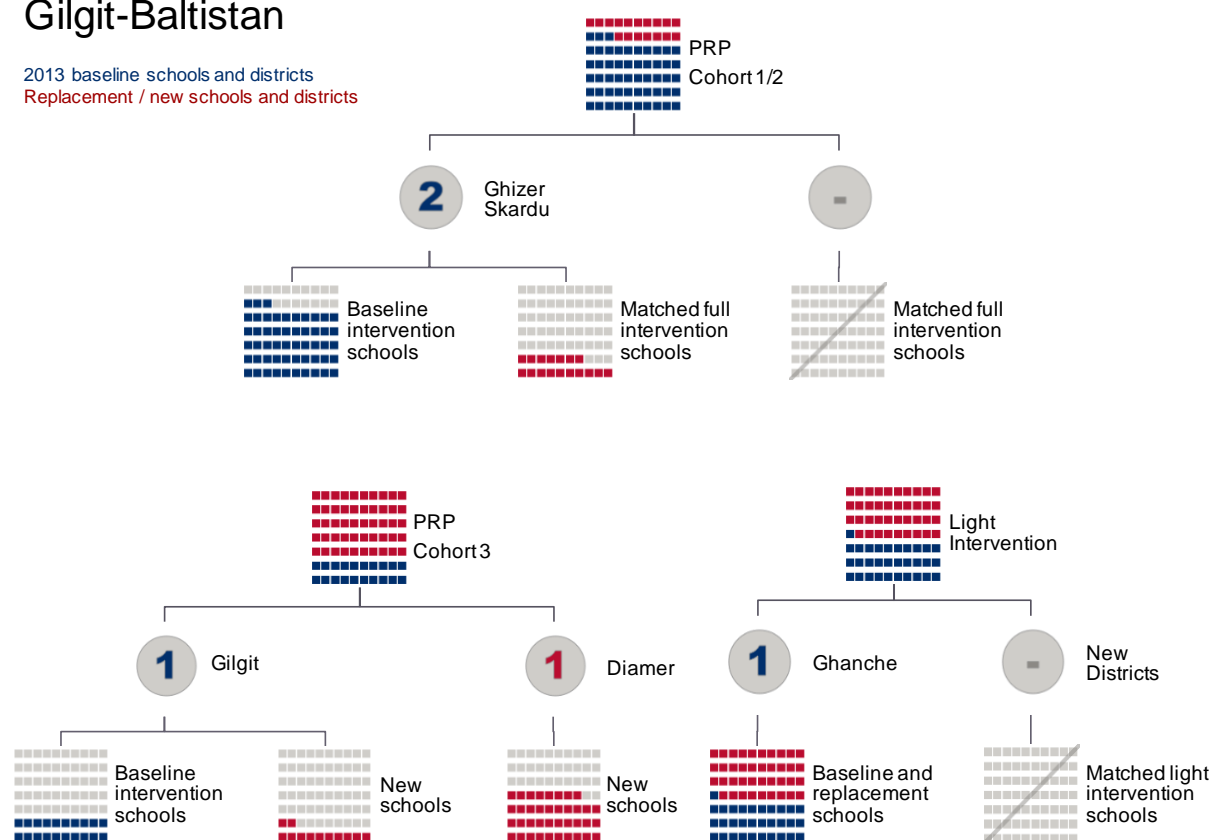 Gilgit-Baltistan
2013 baseline schools and districts
Replacement / new schools and districts
PRP
Cohort 1/2
2
Ghizer
Skardu
-
Baseline
intervention
schools
Matched full
intervention
schools
Matched full
intervention
schools
PRP
Cohort 3
Light
Intervention
1
Gilgit
1
Diamer
1
Ghanche
-
New
Districts
Baseline
intervention
schools
New
schools
New
schools
Baseline and
replacement
schools
Matched light
intervention
schools